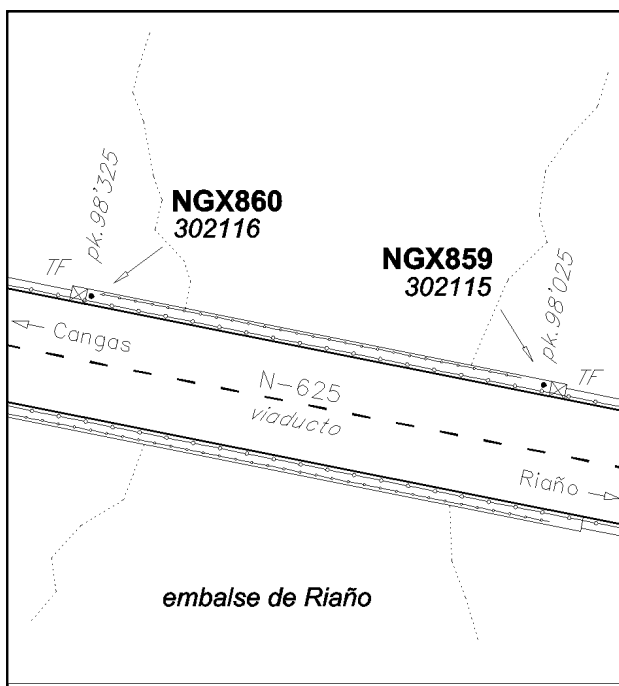 pk.98'325
NGX860
302116
TF
NGX859
302115
pk.98'025
TF
← Cangas
N-625
viaducto
Riaño →
embalse de Riaño